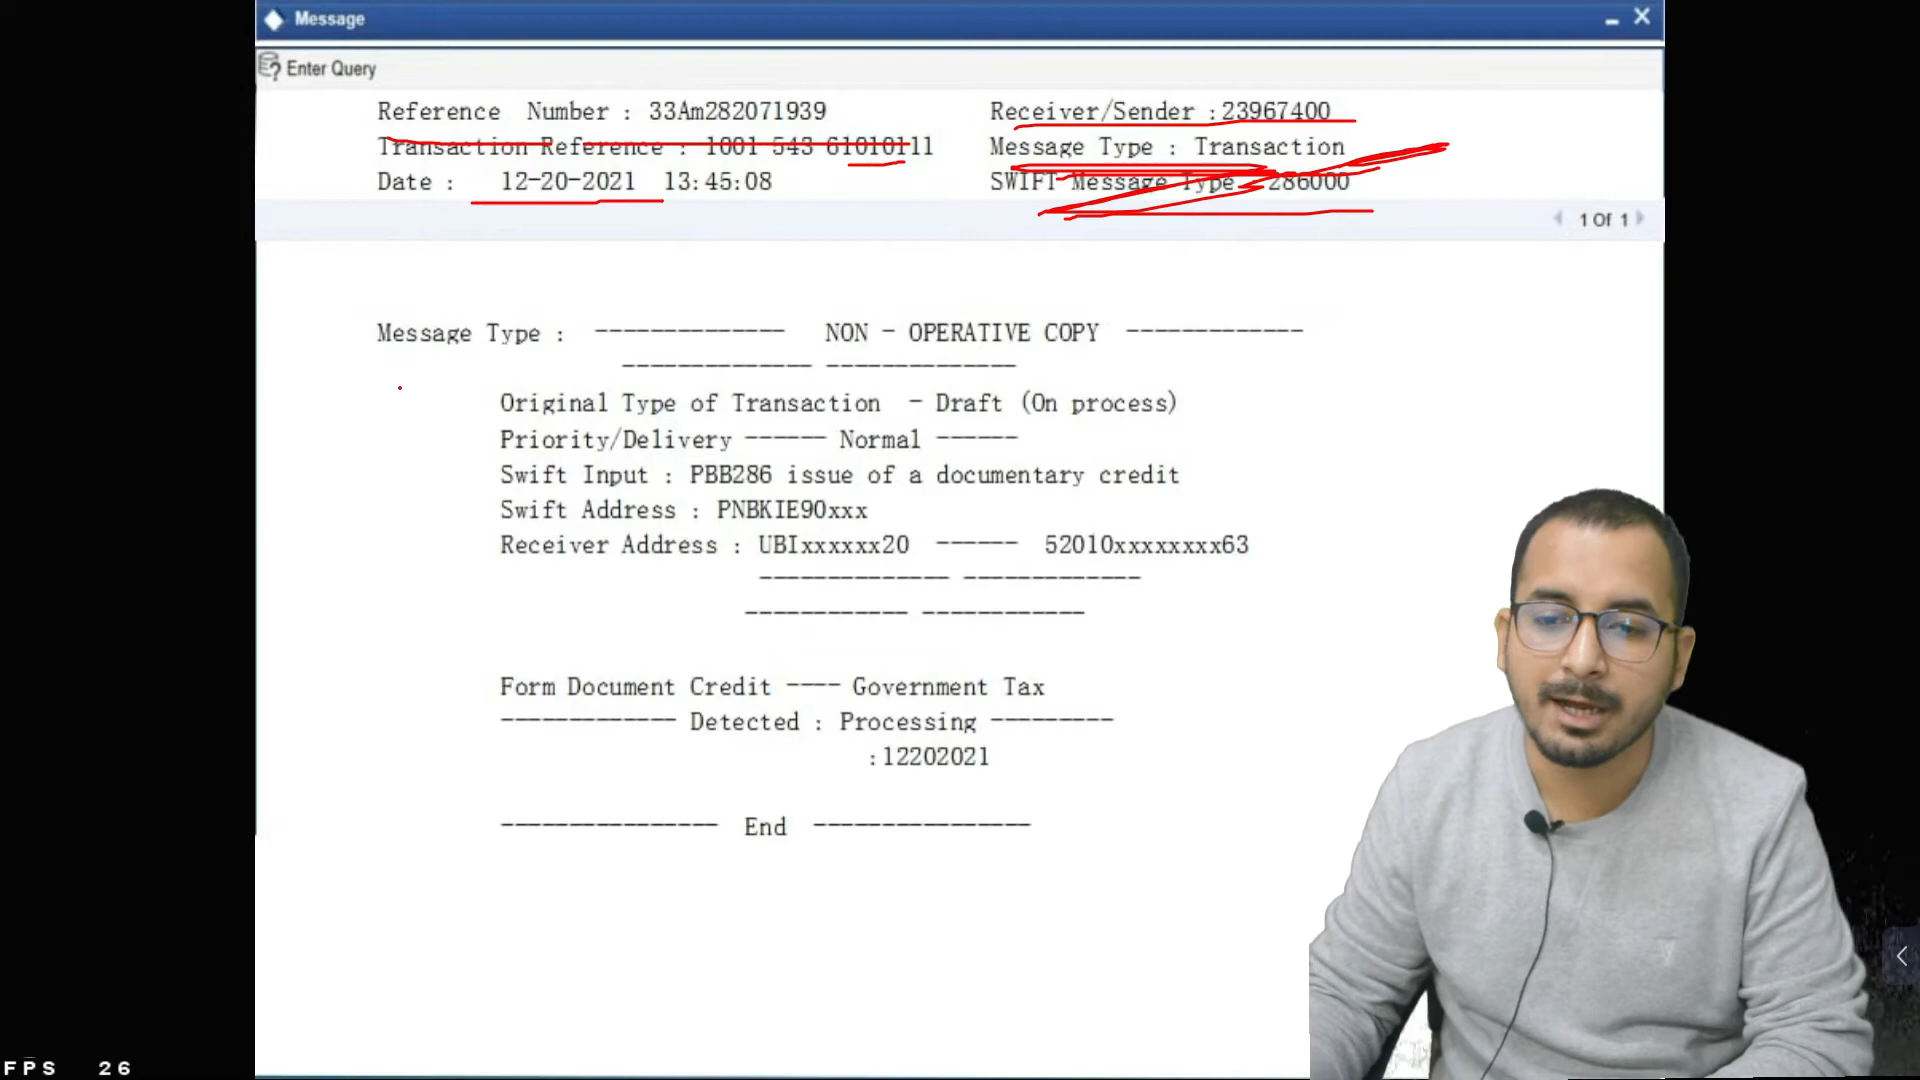 Message
Enter Query
Reference Number : 33Am282071939 Receiver/Sender :23967400
Transaction Reference : 1001 543 61010111 Message Type : Transaction
Date : 12-20-2021 13:45:08 SWIFT Message Type 286000
1 Of 1
Message Type : -------------- NON - OPERATIVE COPY -------------
-------------- --------------
Original Type of Transaction - Draft (On process)
Priority/Delivery ------ Normal ------
Swift Input : PBB286 issue of a documentary credit
Swift Address : PNBKIE90xxx
Receiver Address : UBIxxxxxx20 ------ 52010xxxxxxxx63
-------------- -------------
------------ ------------
Form Document Credit ---- Government Tax
------------- Detected : Processing ---------
:12202021
---------------- End ----------------
FPS 26